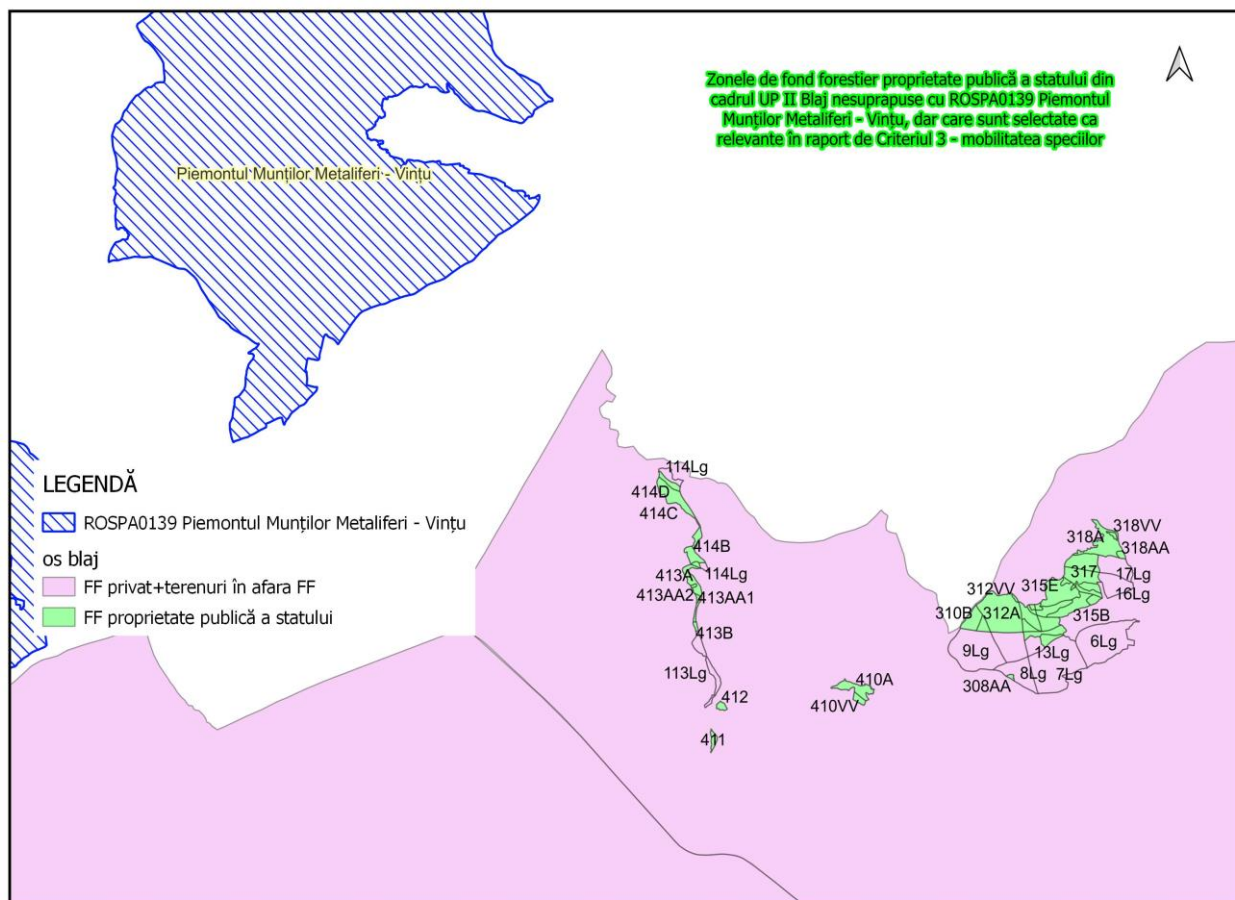 Zonele de fond forestier proprietate publică a statului din
cadrul UP II Blaj nesuprapuse cu ROSPA0139 Piemontul
Munților Metaliferi - Vințu, dar care sunt selectate ca
relevante în raport de Criteriul 3 - mobilitatea speciilor
Piemontul Munților Metaliferi - Vințu
LEGENDĂ
ROSPA0139 Piemontul Munților Metaliferi - Vințu
os blaj
FF privat+terenuri în afara FF
FF proprietate publică a statului
114Lg
414D
414C
414B
413A
114Lg
413AA2
413AA1
413B
113Lg
412
411
410A
410VV
318VV
318A
318AA
317
17Lg
16Lg
315E
312VV
310B
312A
315B
9Lg
13Lg
6Lg
8Lg
7Lg
308AA